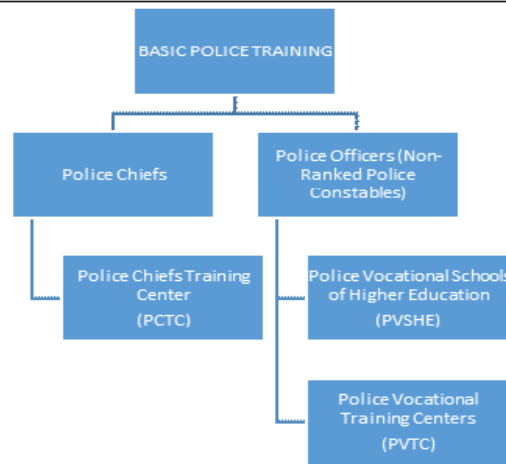 BASIC POLICE TRAINING
Police Chiefs
Police Officers (Non-
Ranked Police
Constables)
Police Chiefs Training
Center
(PCTC)
Police Vocational Schools
of Higher Education
(PVSHE)
Police Vocational
Training Centers
(PVTC)